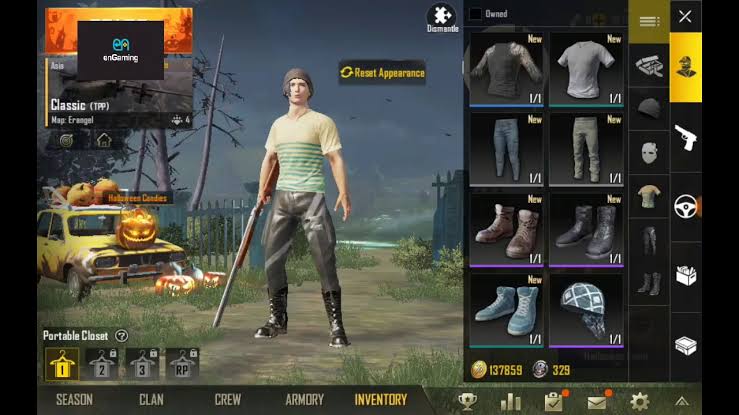 enGaming
Asia
Classic (TPP)
Map: Erangel
4
Halloween Candies
Reset Appearance
Dismantle
Owned
New
1/1
New
1/1
New
1/1
New
1/1
New
1/1
New
1/1
1/1
1/1
137859
329
Portable Closet ?
1
2
3
RP
SEASON
CLAN
CREW
ARMORY
INVENTORY